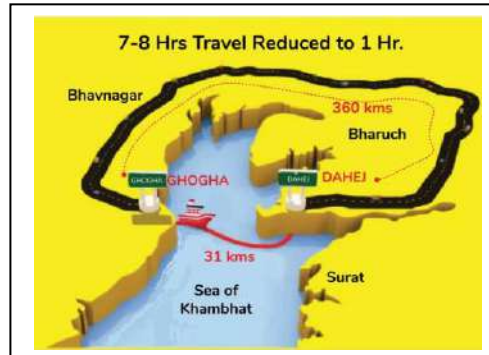 7-8 Hrs Travel Reduced to 1 Hr.
Bhavnagar
360 kms
Bharuch
GHOGHA
GHOGHA
DAHEJ
DAHEJ
31 kms
Surat
Sea of
Khambhat